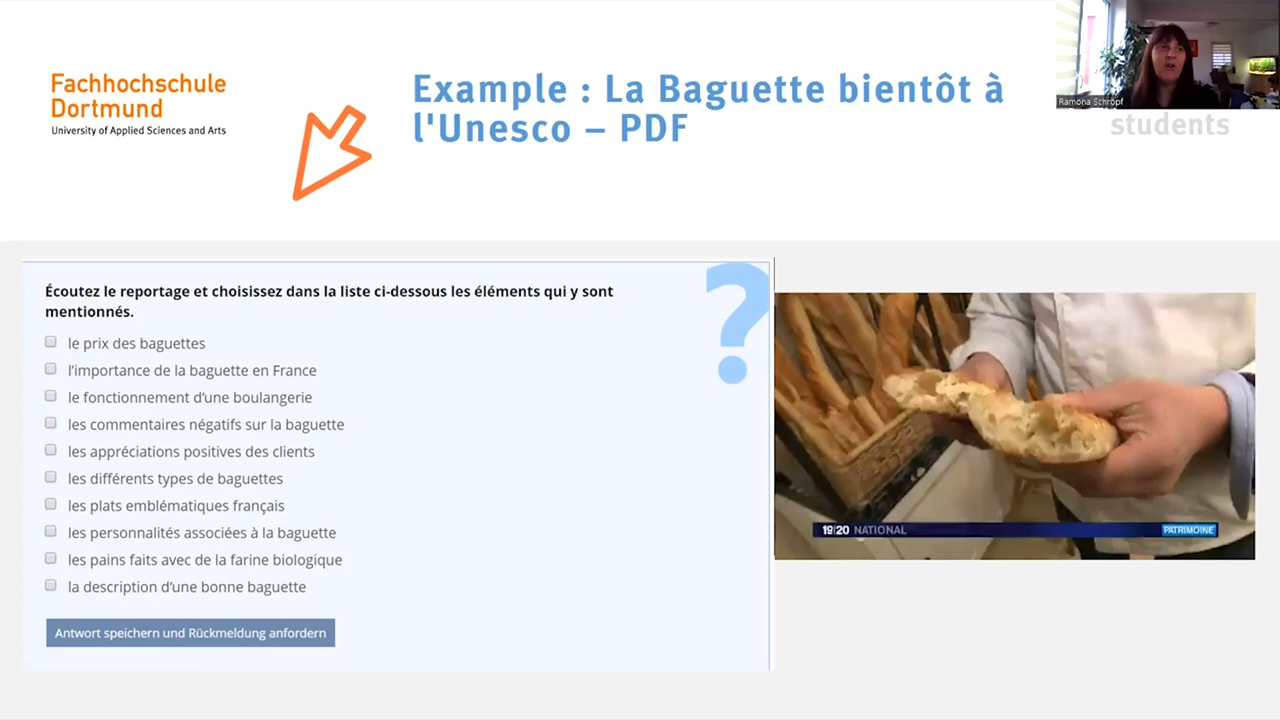 Fachhochschule
Dortmund
University of Applied Sciences and Arts
Example : La Baguette bientôt à
l'Unesco – PDF
Ramona Schröpf
students
Écoutez le reportage et choisissez dans la liste ci-dessous les éléments qui y sont
mentionnés.
?
le prix des baguettes
l’importance de la baguette en France
le fonctionnement d’une boulangerie
les commentaires négatifs sur la baguette
les appréciations positives des clients
les différents types de baguettes
les plats emblématiques français
les personnalités associées à la baguette
les pains faits avec de la farine biologique
la description d’une bonne baguette
Antwort speichern und Rückmeldung anfordern
19|20 NATIONAL
PATRIMOINE